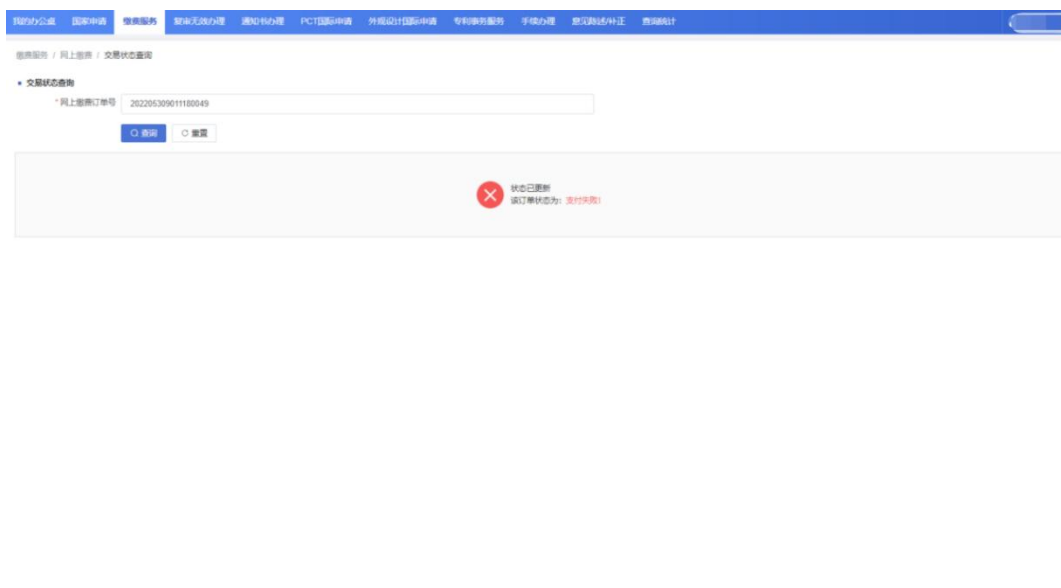 我的办公桌 国家申请 缴费服务 复审无效办理 通知书办理 PCT国际申请 外观设计国际申请 专利事务服务 手续办理 意见陈述/补正 查询统计
缴费服务 / 网上缴费 / 交易状态查询
交易状态查询
*网上缴费订单号 202205309011180049
查询 重置
状态已更新
该订单状态为: 支付失败!